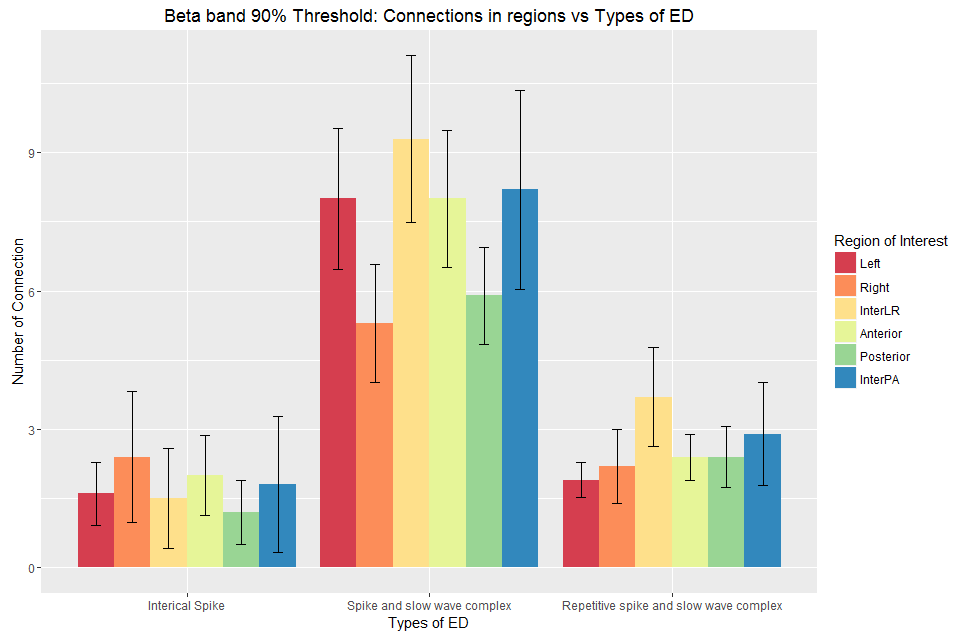 Beta band 90% Threshold: Connections in regions vs Types of ED
Number of Connection
9
6
3
0
Interical Spike
Spike and slow wave complex
Repetitive spike and slow wave complex
Types of ED
Region of Interest
Left
Right
InterLR
Anterior
Posterior
InterPA